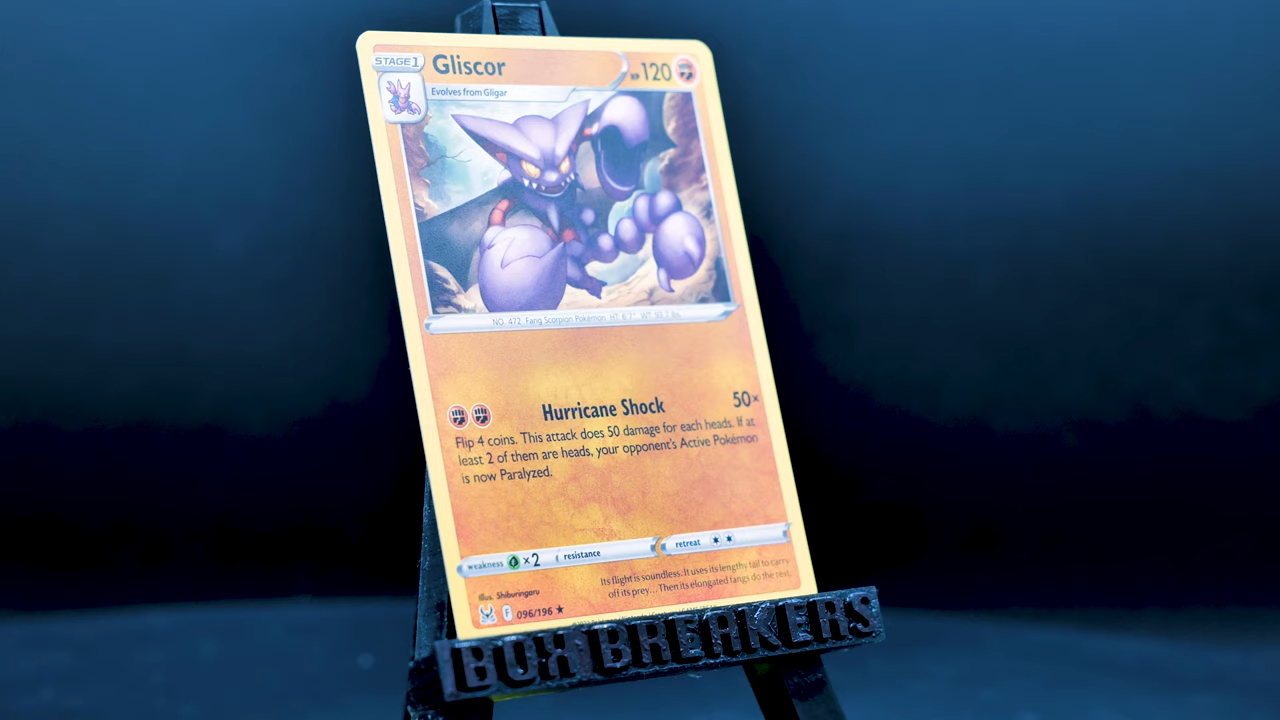 STAGE 1 Gliscor HP 120
Evolves from Gligar
NO. 472 Fang Scorpion Pokémon HT: 6'7" WT: 93.7 lbs.
Hurricane Shock 50×
Flip 4 coins. This attack does 50 damage for each heads. If at
least 2 of them are heads, your opponent's Active Pokémon
is now Paralyzed.
weakness ×2 resistance retreat
Its flight is soundless. It uses its lengthy tail to carry
off its prey... Then its elongated fangs do the rest.
Illus. Shiburingaru
F 096/196 ★
BOX BREAKERS